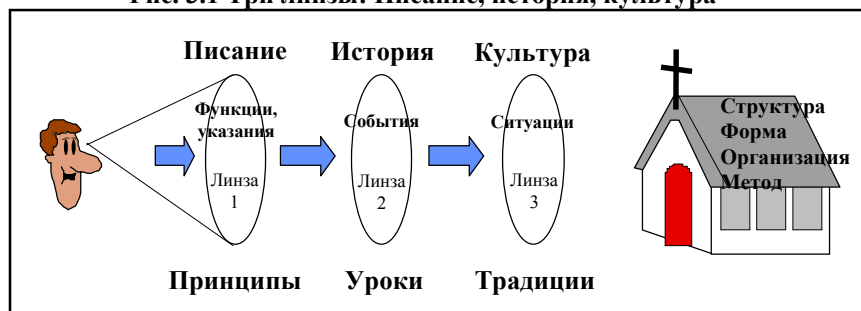 Рис. 3.1 Три линзы: Писание, история, культура
Писание История Культура
Функции,
указания
События
Ситуации
Линза
1
Линза
2
Линза
3
Структура
Форма
Организация
Метод
Принципы Уроки Традиции